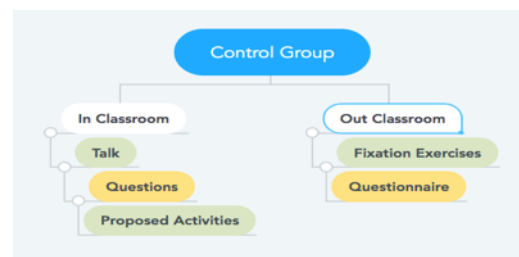 Control Group
In Classroom
Talk
Questions
Proposed Activities
Out Classroom
Fixation Exercises
Questionnaire